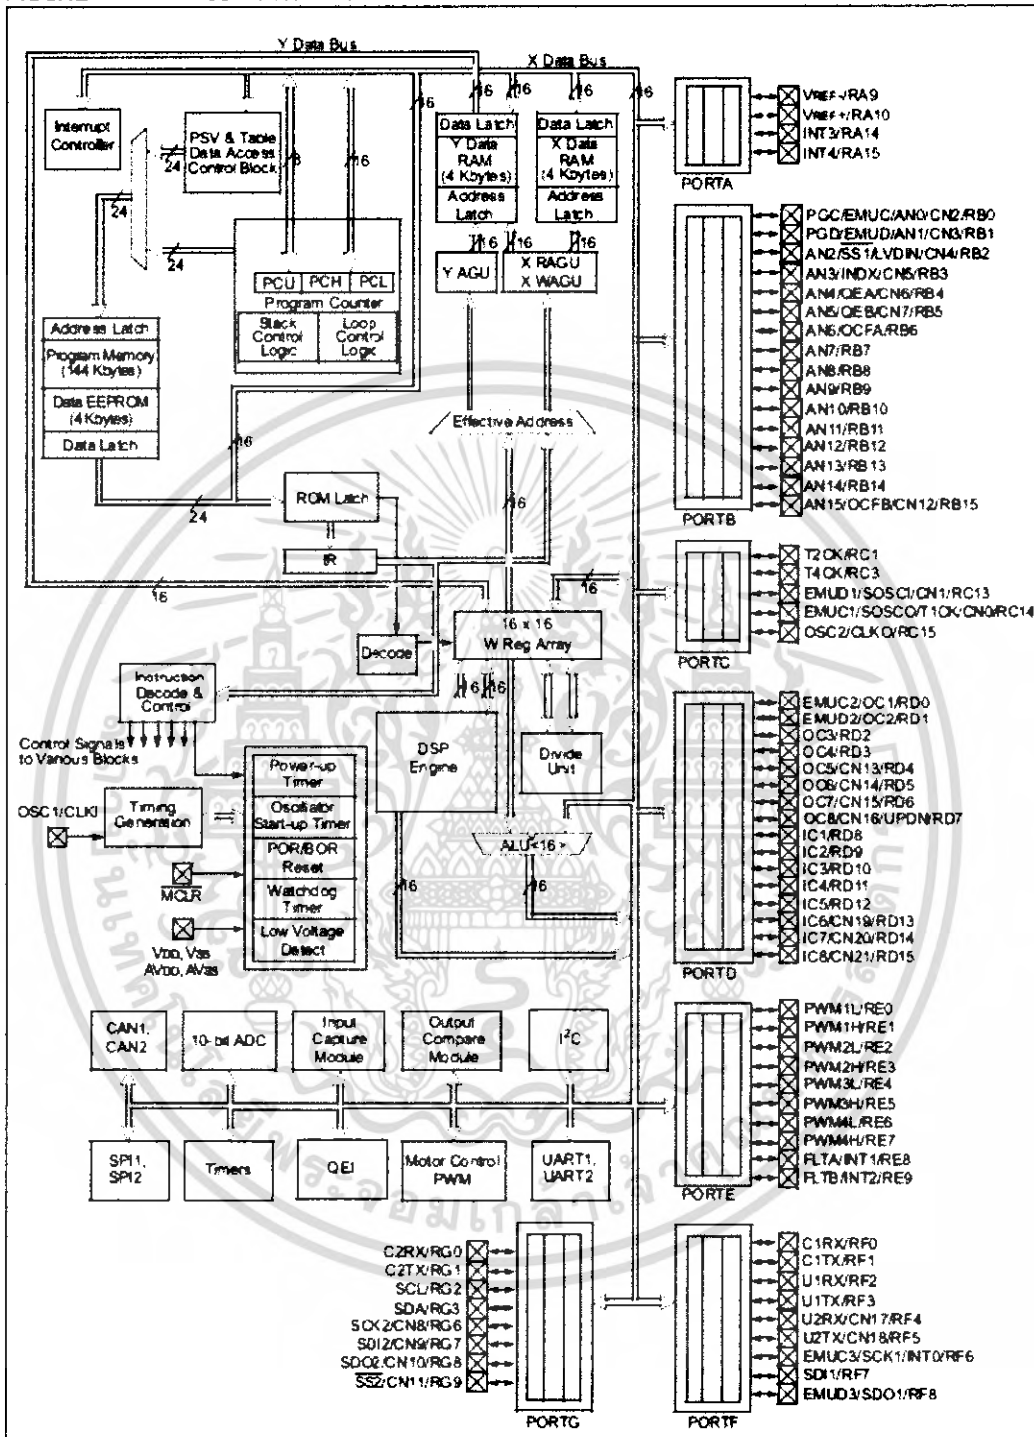 Y Data Bus
X Data Bus
16
16
16
16
16
Interrupt
Controller
PSV & Table
Data Access
Control Block
24
24
24
8
16
Data Latch
Y Data
RAM
(4 Kbytes)
Address
Latch
Data Latch
X Data
RAM
(4 Kbytes)
Address
Latch
16
16
16
Y AGU
X RAGU
X WAGU
PCU
PCH
PCL
Program Counter
Stack
Control
Logic
Loop
Control
Logic
Address Latch
Program Memory
(144 Kbytes)
Data EEPROM
(4 Kbytes)
Data Latch
Effective Address
16
24
ROM Latch
16
IR
16
16
16 x 16
W Reg Array
Decode
16
16
Instruction
Decode &
Control
Control Signals
to Various Blocks
DSP
Engine
Divide
Unit
Power-up
Timer
Oscillator
Start-up Timer
POR/BOR
Reset
Watchdog
Timer
Low Voltage
Detect
OSC1/CLKI
Timing
Generation
MCLR
VDD, VSS
AVDD, AVSS
ALU<16>
16
16
CAN1,
CAN2
10-bit ADC
Input
Capture
Module
Output
Compare
Module
I²C
SPI1,
SPI2
Timers
QEI
Motor Control
PWM
UART1,
UART2
VREF-/RA9
VREF+/RA10
INT3/RA14
INT4/RA15
PORTA
PGC/EMUC/AN0/CN2/RB0
PGD/EMUD/AN1/CN3/RB1
AN2/SS1/LVDIN/CN4/RB2
AN3/INDX/CN5/RB3
AN4/QEA/CN6/RB4
AN5/QEB/CN7/RB5
AN6/OCFA/RB6
AN7/RB7
AN8/RB8
AN9/RB9
AN10/RB10
AN11/RB11
AN12/RB12
AN13/RB13
AN14/RB14
AN15/OCFB/CN12/RB15
PORTB
T2CK/RC1
T4CK/RC3
EMUD1/SOSCI/CN1/RC13
EMUC1/SOSCO/T1CK/CN0/RC14
OSC2/CLKO/RC15
PORTC
EMUC2/OC1/RD0
EMUD2/OC2/RD1
OC3/RD2
OC4/RD3
OC5/CN13/RD4
OC6/CN14/RD5
OC7/CN15/RD6
OC8/CN16/UPDN/RD7
IC1/RD8
IC2/RD9
IC3/RD10
IC4/RD11
IC5/RD12
IC6/CN19/RD13
IC7/CN20/RD14
IC8/CN21/RD15
PORTD
PWM1L/RE0
PWM1H/RE1
PWM2L/RE2
PWM2H/RE3
PWM3L/RE4
PWM3H/RE5
PWM4L/RE6
PWM4H/RE7
FLTA/INT1/RE8
FLTB/INT2/RE9
PORTE
C2RX/RG0
C2TX/RG1
SCL/RG2
SDA/RG3
SCK2/CN8/RG6
SDI2/CN9/RG7
SDO2/CN10/RG8
SS2/CN11/RG9
PORTG
C1RX/RF0
C1TX/RF1
U1RX/RF2
U1TX/RF3
U2RX/CN17/RF4
U2TX/CN18/RF5
EMUC3/SCK1/INT0/RF6
SDI1/RF7
EMUD3/SDO1/RF8
PORTF